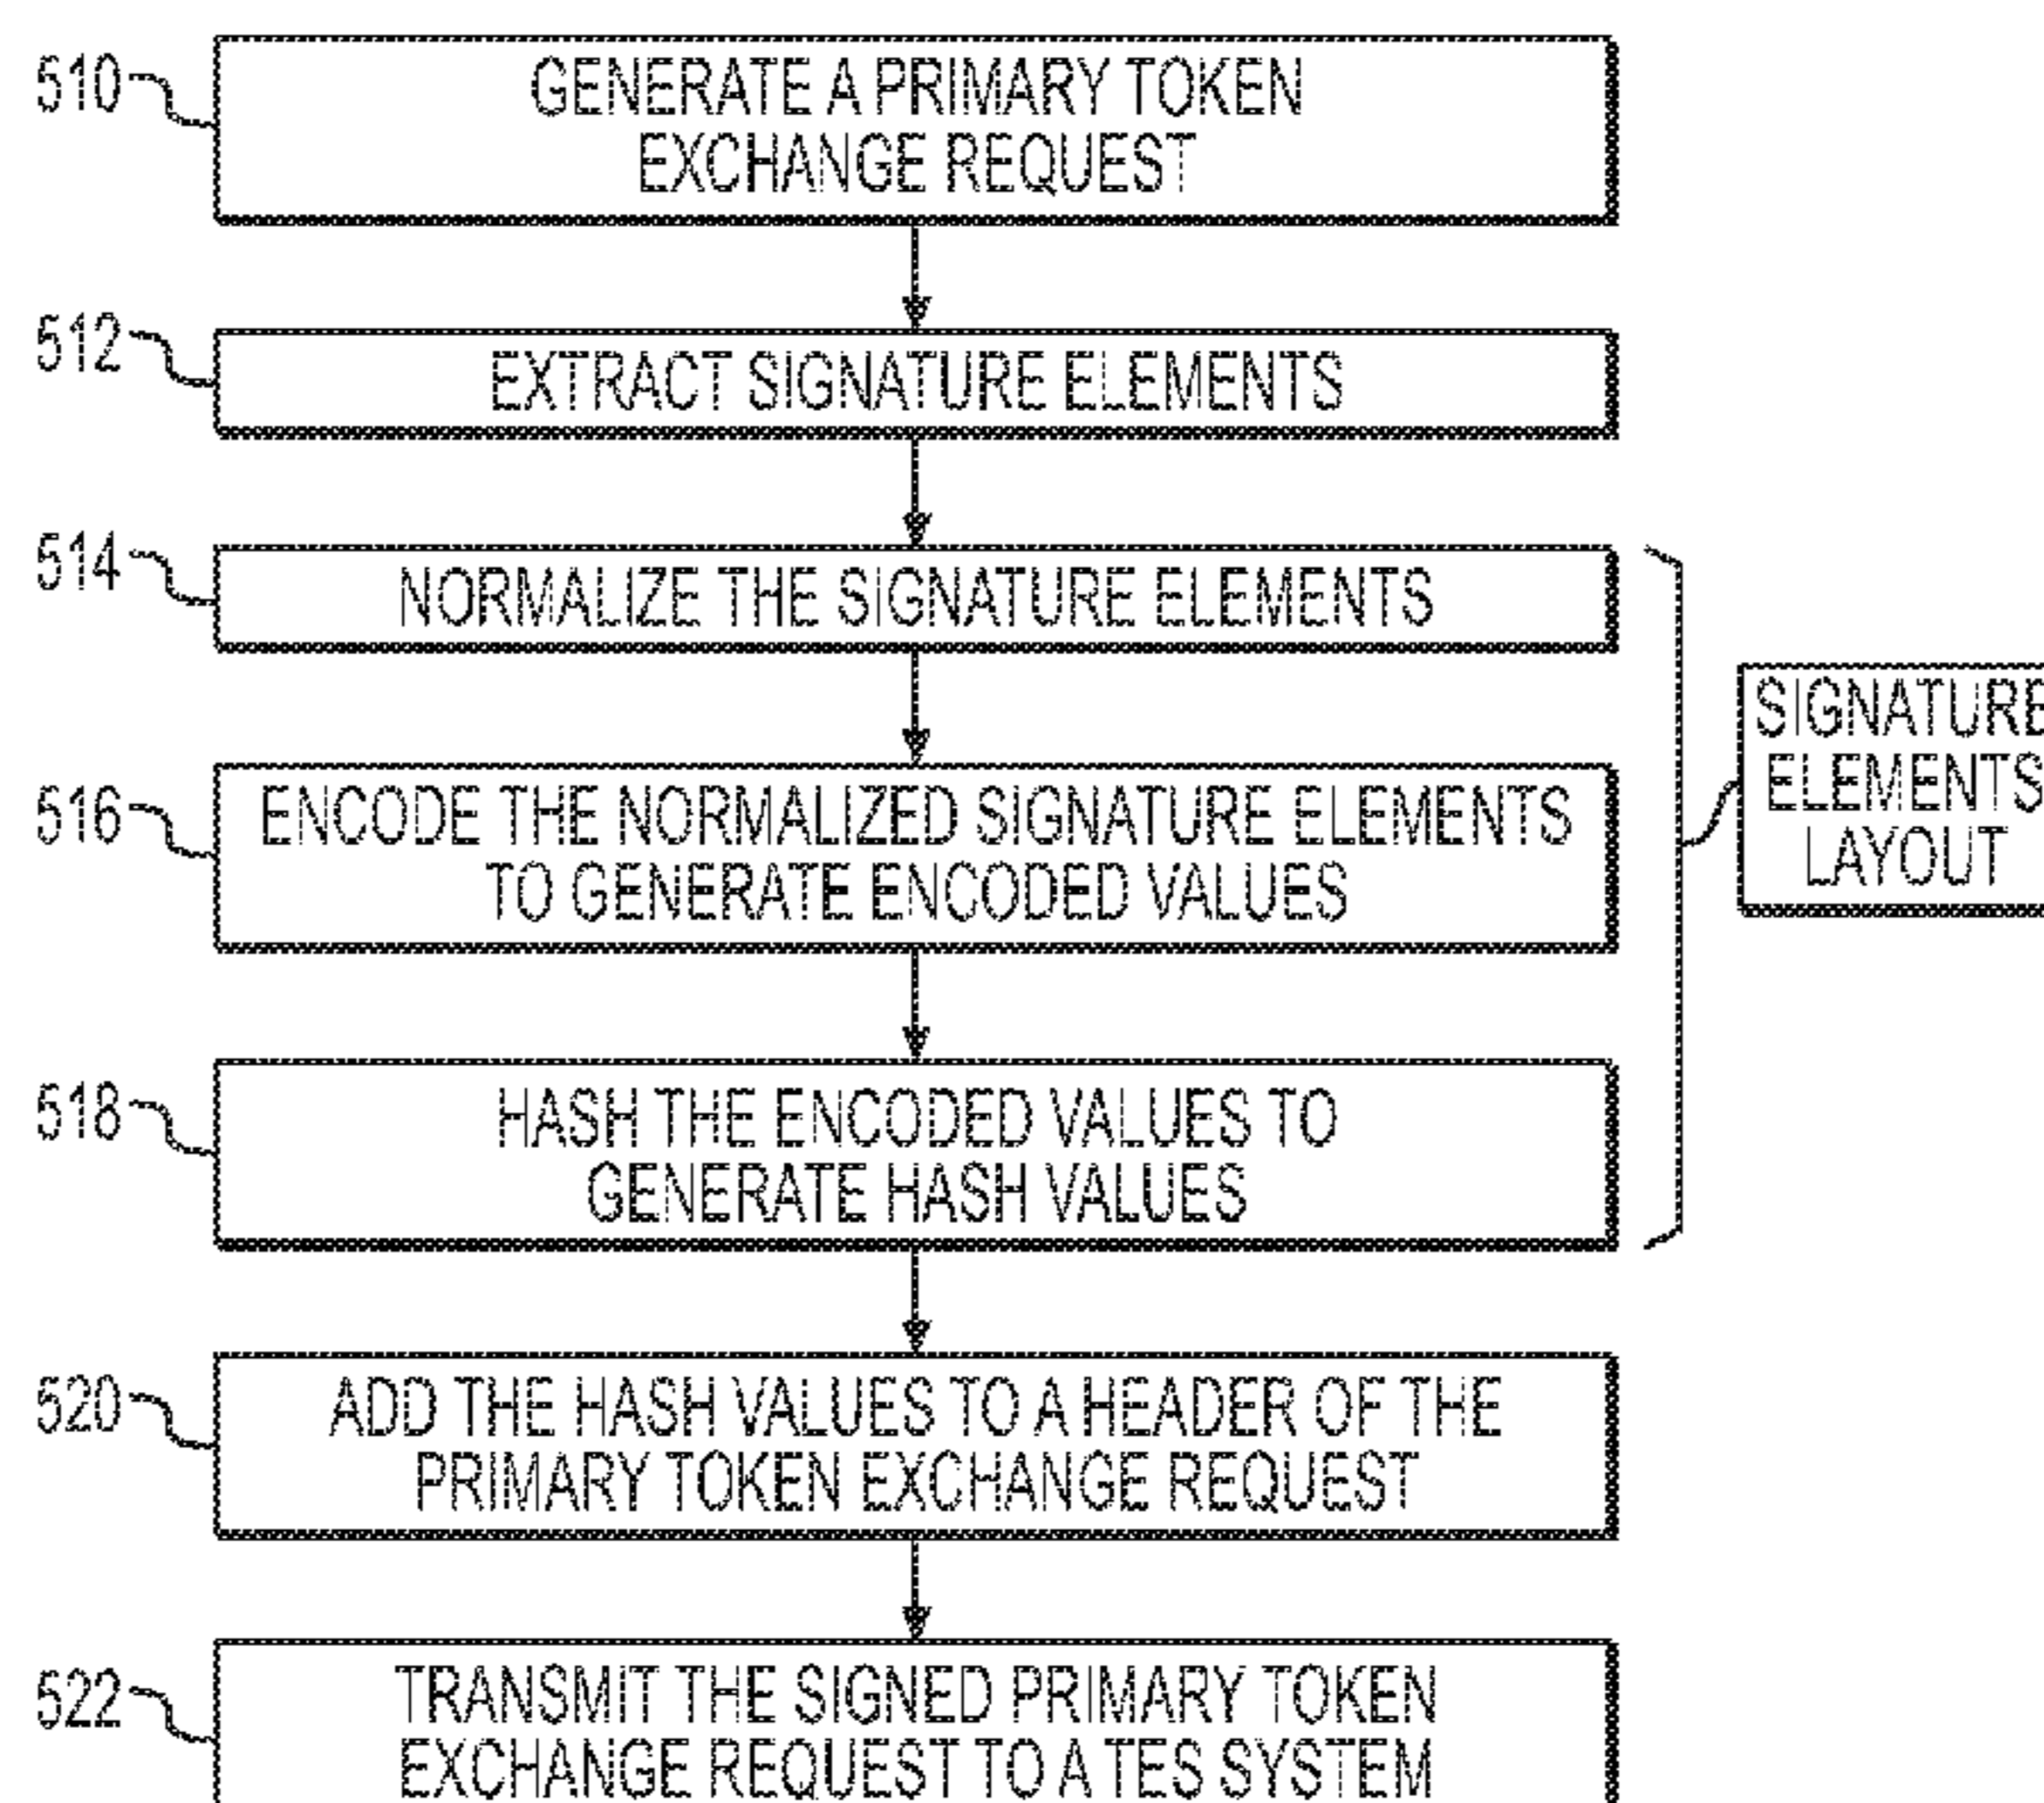 510
GENERATE A PRIMARY TOKEN
EXCHANGE REQUEST
512
EXTRACT SIGNATURE ELEMENTS
514
NORMALIZE THE SIGNATURE ELEMENTS
516
ENCODE THE NORMALIZED SIGNATURE ELEMENTS
TO GENERATE ENCODED VALUES
SIGNATURE
ELEMENTS
LAYOUT
518
HASH THE ENCODED VALUES TO
GENERATE HASH VALUES
520
ADD THE HASH VALUES TO A HEADER OF THE
PRIMARY TOKEN EXCHANGE REQUEST
522
TRANSMIT THE SIGNED PRIMARY TOKEN
EXCHANGE REQUEST TO A TES SYSTEM